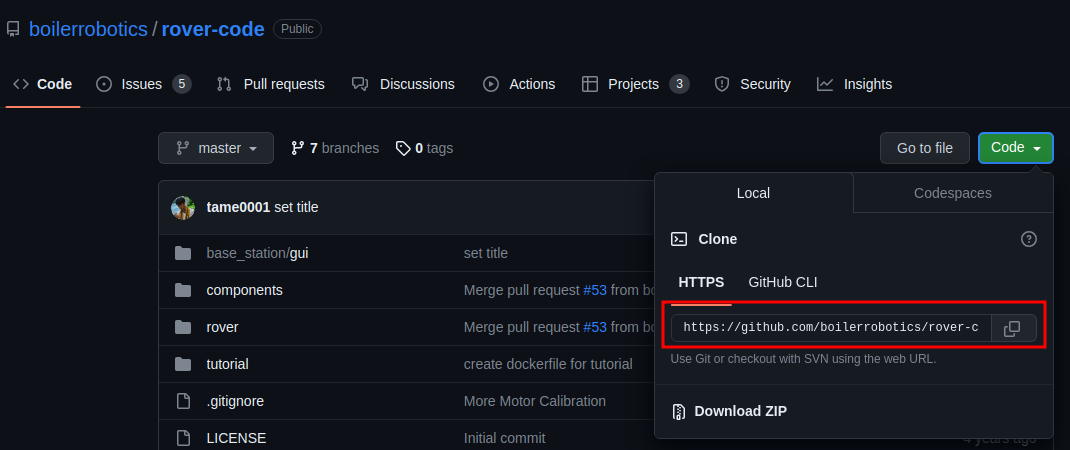 boilerrobotics / rover-code Public
Code Issues 5 Pull requests Discussions Actions Projects 3 Security Insights
master 7 branches 0 tags Go to file Code
Local Codespaces
tame0001 set title
Clone
base_station/gui set title
HTTPS GitHub CLI
components Merge pull request #53 from bo
rover Merge pull request #53 from bo
https://github.com/boilerrobotics/rover-c
Use Git or checkout with SVN using the web URL.
tutorial create dockerfile for tutorial
.gitignore More Motor Calibration
Download ZIP
LICENSE Initial commit 4 years ago